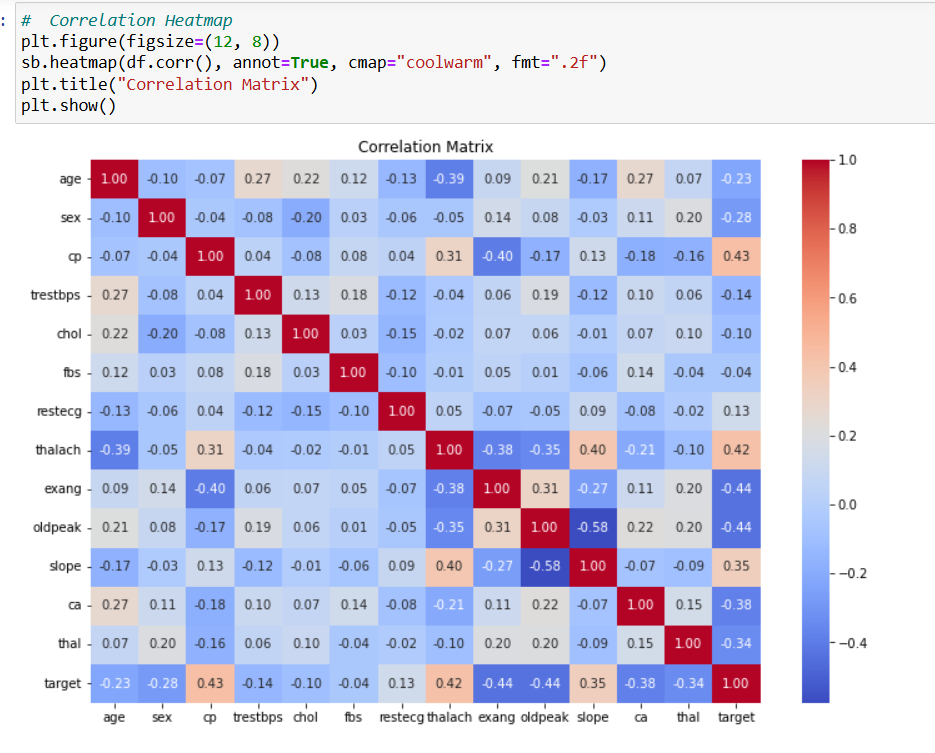 : #  Correlation Heatmap
plt.figure(figsize=(12, 8))
sb.heatmap(df.corr(), annot=True, cmap="coolwarm", fmt=".2f")
plt.title("Correlation Matrix")
plt.show()
Correlation Matrix
age 1.00 -0.10 -0.07 0.27 0.22 0.12 -0.13 -0.39 0.09 0.21 -0.17 0.27 0.07 -0.23
sex -0.10 1.00 -0.04 -0.08 -0.20 0.03 -0.06 -0.05 0.14 0.08 -0.03 0.11 0.20 -0.28
cp -0.07 -0.04 1.00 0.04 -0.08 0.08 0.04 0.31 -0.40 -0.17 0.13 -0.18 -0.16 0.43
trestbps 0.27 -0.08 0.04 1.00 0.13 0.18 -0.12 -0.04 0.06 0.19 -0.12 0.10 0.06 -0.14
chol 0.22 -0.20 -0.08 0.13 1.00 0.03 -0.15 -0.02 0.07 0.06 -0.01 0.07 0.10 -0.10
fbs 0.12 0.03 0.08 0.18 0.03 1.00 -0.10 -0.01 0.05 0.01 -0.06 0.14 -0.04 -0.04
restecg -0.13 -0.06 0.04 -0.12 -0.15 -0.10 1.00 0.05 -0.07 -0.05 0.09 -0.08 -0.02 0.13
thalach -0.39 -0.05 0.31 -0.04 -0.02 -0.01 0.05 1.00 -0.38 -0.35 0.40 -0.21 -0.10 0.42
exang 0.09 0.14 -0.40 0.06 0.07 0.05 -0.07 -0.38 1.00 0.31 -0.27 0.11 0.20 -0.44
oldpeak 0.21 0.08 -0.17 0.19 0.06 0.01 -0.05 -0.35 0.31 1.00 -0.58 0.22 0.20 -0.44
slope -0.17 -0.03 0.13 -0.12 -0.01 -0.06 0.09 0.40 -0.27 -0.58 1.00 -0.07 -0.09 0.35
ca 0.27 0.11 -0.18 0.10 0.07 0.14 -0.08 -0.21 0.11 0.22 -0.07 1.00 0.15 -0.38
thal 0.07 0.20 -0.16 0.06 0.10 -0.04 -0.02 -0.10 0.20 0.20 -0.09 0.15 1.00 -0.34
target -0.23 -0.28 0.43 -0.14 -0.10 -0.04 0.13 0.42 -0.44 -0.44 0.35 -0.38 -0.34 1.00
age sex cp trestbps chol fbs restecg thalach exang oldpeak slope ca thal target
1.0
0.8
0.6
0.4
0.2
0.0
−0.2
−0.4